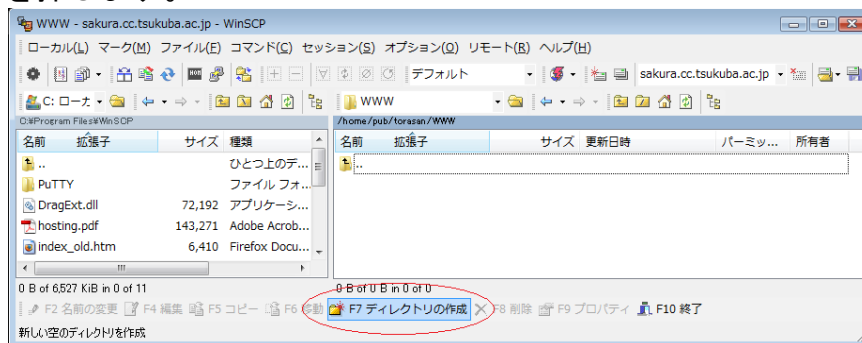 WWW - sakura.cc.tsukuba.ac.jp - WinSCP
ローカル(L) マーク(M) ファイル(F) コマンド(C) セッション(S) オプション(O) リモート(R) ヘルプ(H)
デフォルト sakura.cc.tsukuba.ac.jp
C: ローカ WWW
C:¥Program Files¥WinSCP /home/pub/torasan/WWW
名前 拡張子 サイズ 種類 名前 拡張子 サイズ 更新日時 パーミッ... 所有者
.. ひとつ上のデ... ..
PuTTY ファイル フォ...
DragExt.dll 72,192 アプリケーシ...
hosting.pdf 143,271 Adobe Acrob...
index_old.htm 6,410 Firefox Docu...
0 B of 6,527 KiB in 0 of 11 0 B of 0 B in 0 of 0
F2 名前の変更 F4 編集 F5 コピー F6 移動 F7 ディレクトリの作成 F8 削除 F9 プロパティ F10 終了
新しい空のディレクトリを作成